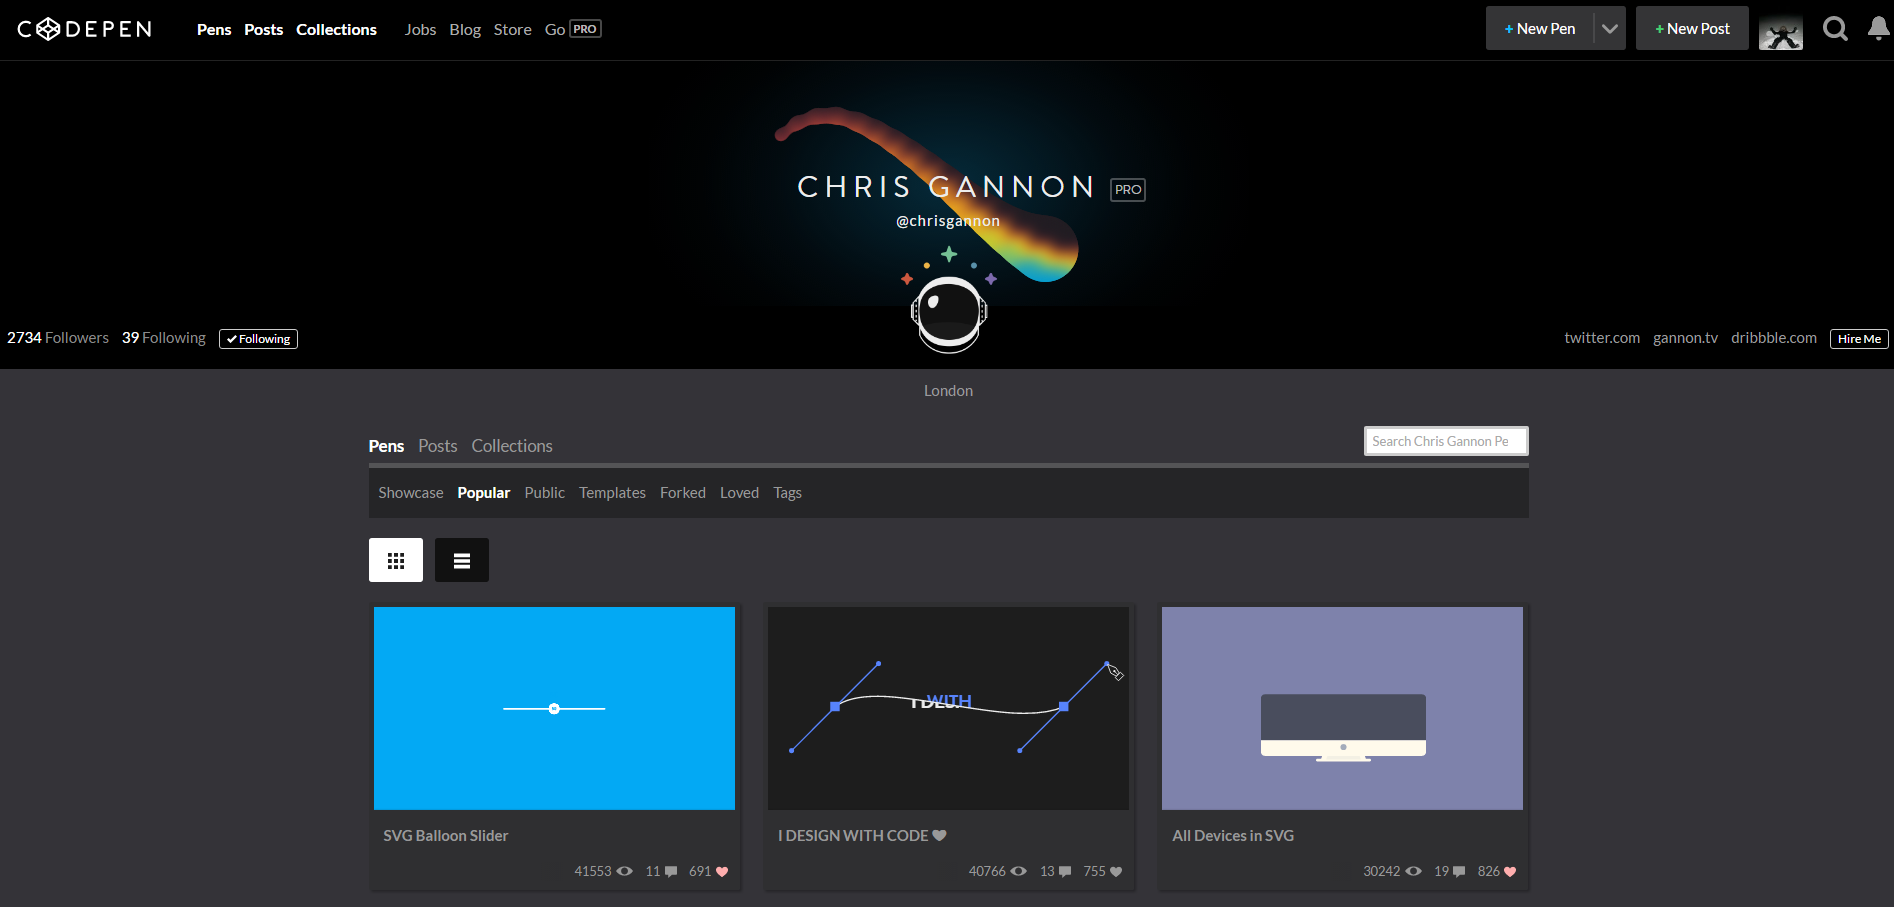 CODEPEN Pens Posts Collections Jobs Blog Store Go PRO + New Pen + New Post
CHRIS GANNON PRO
@chrisgannon
2734 Followers 39 Following Following twitter.com gannon.tv dribbble.com Hire Me
London
Pens Posts Collections Search Chris Gannon Pe
Showcase Popular Public Templates Forked Loved Tags
WITH
SVG Balloon Slider I DESIGN WITH CODE All Devices in SVG
41553 11 691 40766 13 755 30242 19 826